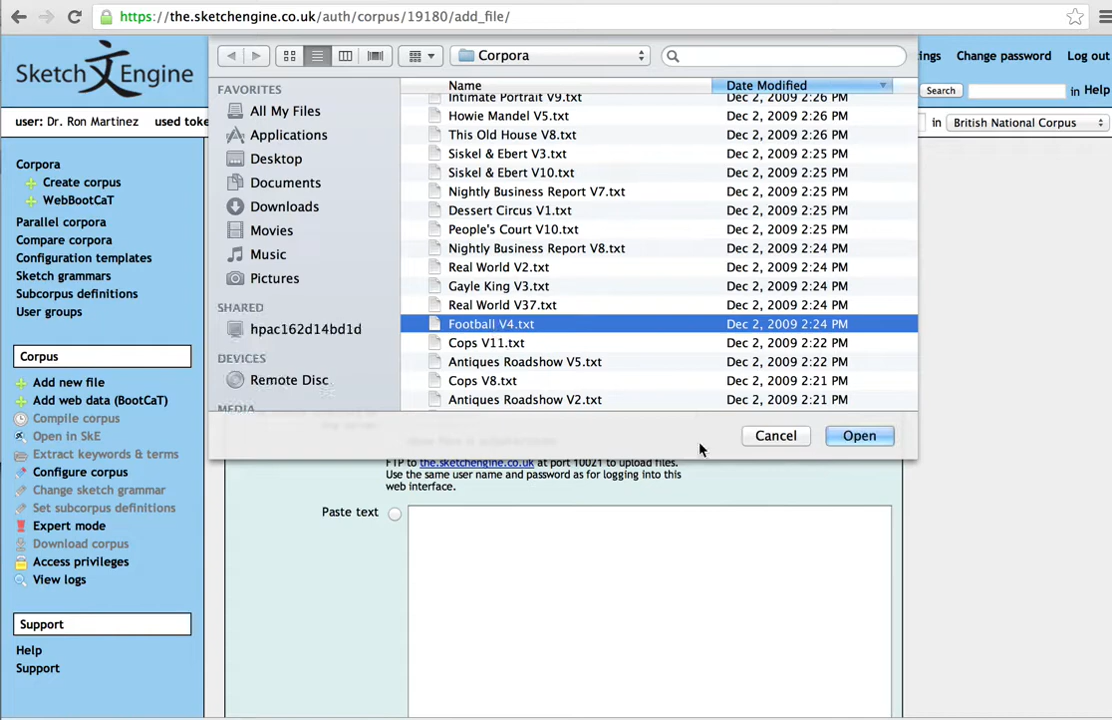 https://the.sketchengine.co.uk/auth/corpus/19180/add_file/
Sketch 文 Engine
Corpora
ings Change password Log out
Search in Help
user: Dr. Ron Martinez used toke
in British National Corpus
Corpora
Create corpus
WebBootCaT
Parallel corpora
Compare corpora
Configuration templates
Sketch grammars
Subcorpus definitions
User groups
Corpus
Add new file
Add web data (BootCaT)
Compile corpus
Open in SkE
Extract keywords & terms
Configure corpus
Change sketch grammar
Set subcorpus definitions
Expert mode
Download corpus
Access privileges
View logs
Support
Help
Support
FAVORITES
All My Files
Applications
Desktop
Documents
Downloads
Movies
Music
Pictures
SHARED
hpac162d14bd1d
DEVICES
Remote Disc
MEDIA
Name Date Modified
Intimate Portrait V9.txt Dec 2, 2009 2:26 PM
Howie Mandel V5.txt Dec 2, 2009 2:26 PM
This Old House V8.txt Dec 2, 2009 2:26 PM
Siskel & Ebert V3.txt Dec 2, 2009 2:25 PM
Siskel & Ebert V10.txt Dec 2, 2009 2:25 PM
Nightly Business Report V7.txt Dec 2, 2009 2:25 PM
Dessert Circus V1.txt Dec 2, 2009 2:25 PM
People's Court V10.txt Dec 2, 2009 2:25 PM
Nightly Business Report V8.txt Dec 2, 2009 2:24 PM
Real World V2.txt Dec 2, 2009 2:24 PM
Gayle King V3.txt Dec 2, 2009 2:24 PM
Real World V37.txt Dec 2, 2009 2:24 PM
Football V4.txt Dec 2, 2009 2:24 PM
Cops V11.txt Dec 2, 2009 2:22 PM
Antiques Roadshow V5.txt Dec 2, 2009 2:22 PM
Cops V8.txt Dec 2, 2009 2:21 PM
Antiques Roadshow V2.txt Dec 2, 2009 2:21 PM
Cancel Open
FTP to the.sketchengine.co.uk at port 10021 to upload files.
Use the same user name and password as for logging into this
web interface.
Paste text